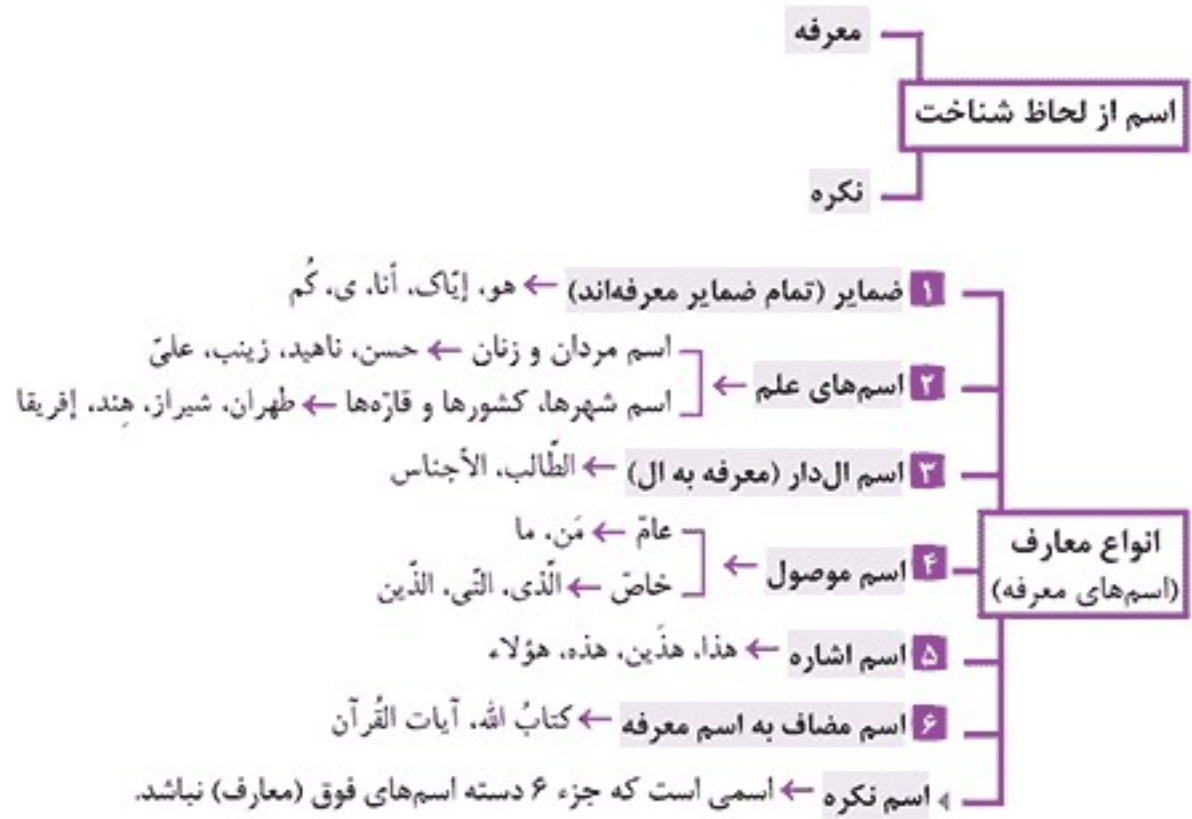 معرفه
اسم از لحاظ شناخت
نکره
۱ ضمایر (تمام ضمایر معرفه‌اند) ← هو، إیّاک، أنا، ی، کُم
اسم مردان و زنان ← حسن، ناهید، زینب، علیّ
۲ اسم‌های علم ←
اسم شهرها، کشورها و قارّه‌ها ← طهران، شیراز، هِند، إفریقا
۳ اسم ال‌دار (معرفه به ال) ← الطّالب، الأجناس
انواع معارف
(اسم‌های معرفه)
عامّ ← مَن، ما
۴ اسم موصول ←
خاصّ ← الّذی، الّتی، الذّین
۵ اسم اشاره ← هذا، هذَین، هذه، هؤلاء
۶ اسم مضاف به اسم معرفه ← کتابُ الله، آیات القُرآن
اسم نکره ← اسمی است که جزء ۶ دسته اسم‌های فوق (معارف) نباشد.